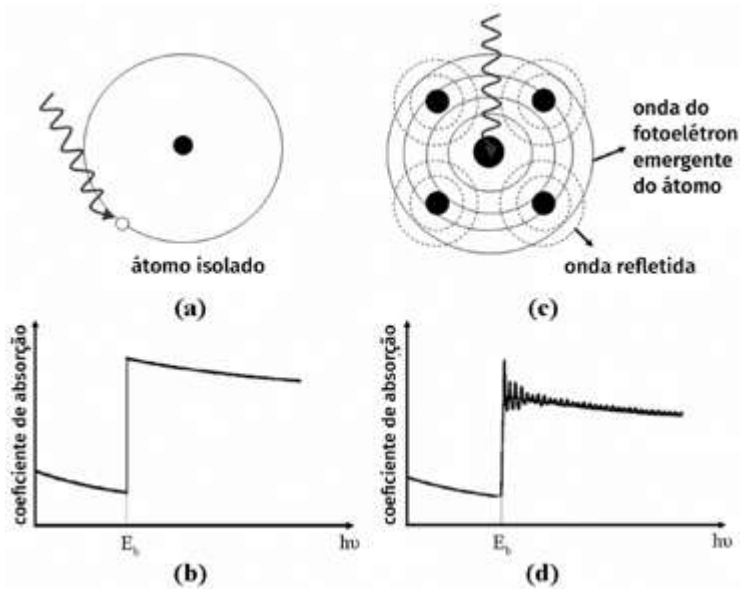 átomo isolado
(a)
onda do
fotoelétron
emergente
do átomo
onda refletida
(c)
coeficiente de absorção
E_b
hυ
(b)
coeficiente de absorção
E_b
hυ
(d)